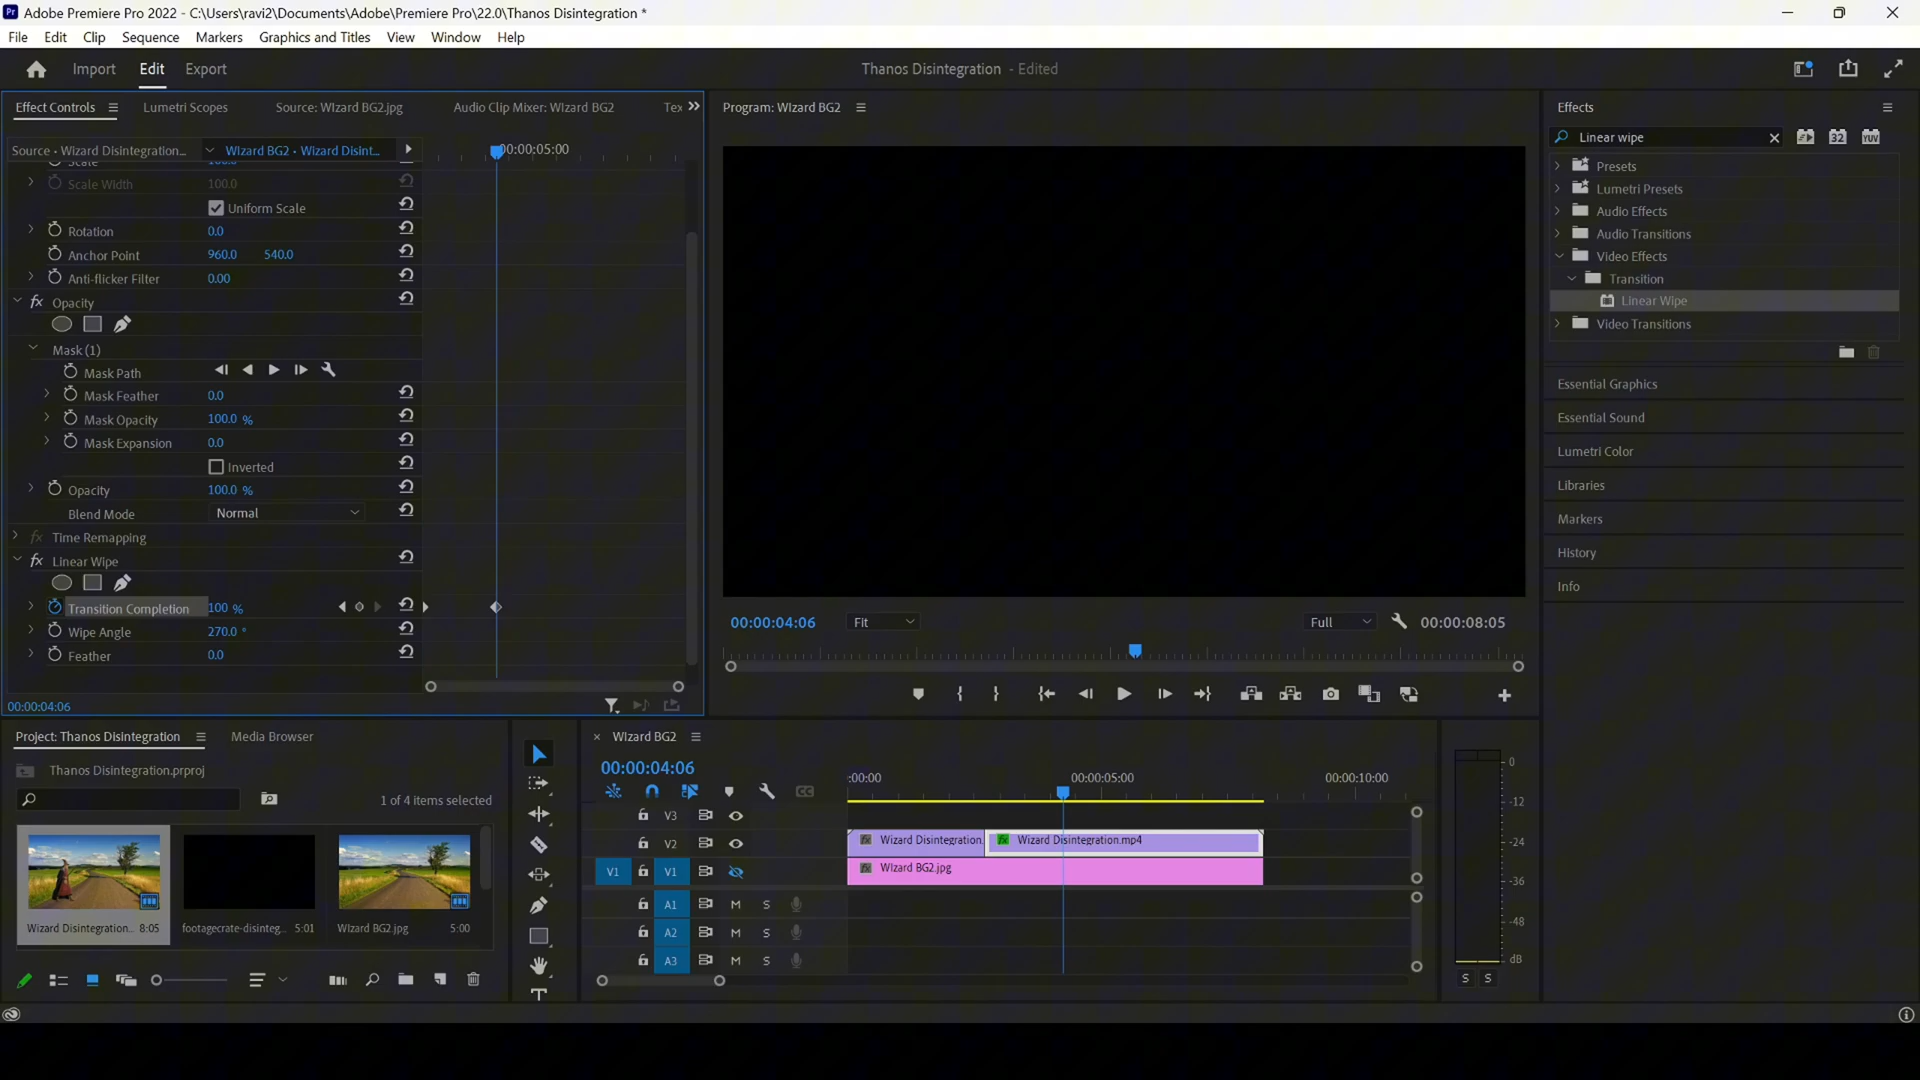 Adobe Premiere Pro 2022 - C:\Users\ravi2\Documents\Adobe\Premiere Pro\22.0\Thanos Disintegration *
File Edit Clip Sequence Markers Graphics and Titles View Window Help
Import Edit Export
Thanos Disintegration - Edited
Effect Controls Lumetri Scopes Source: WIzard BG2.jpg Audio Clip Mixer: WIzard BG2 Tex
Source • Wizard Disintegration... WIzard BG2 • Wizard Disint... 00:00:05:00
Scale 100.0
Scale Width 100.0
Uniform Scale
Rotation 0.0
Anchor Point 960.0 540.0
Anti-flicker Filter 0.00
fx Opacity
Mask (1)
Mask Path
Mask Feather 0.0
Mask Opacity 100.0 %
Mask Expansion 0.0
Inverted
Opacity 100.0 %
Blend Mode Normal
fx Time Remapping
fx Linear Wipe
Transition Completion 100 %
Wipe Angle 270.0 °
Feather 0.0
00:00:04:06
Program: WIzard BG2
00:00:04:06 Fit Full 00:00:08:05
Effects
Linear wipe 32 YUV
Presets
Lumetri Presets
Audio Effects
Audio Transitions
Video Effects
Transition
Linear Wipe
Video Transitions
Essential Graphics
Essential Sound
Lumetri Color
Libraries
Markers
History
Info
Project: Thanos Disintegration Media Browser
Thanos Disintegration.prproj
1 of 4 items selected
Wizard Disintegration... 8:05 footagecrate-disinteg... 5:01 WIzard BG2.jpg 5:00
WIzard BG2
00:00:04:06 :00:00 00:00:05:00 00:00:10:00
V3
V2 Wizard Disintegration. Wizard Disintegration.mp4
V1 V1 WIzard BG2.jpg
A1 M S
A2 M S
A3 M S
0
-12
-24
-36
-48
dB
S S